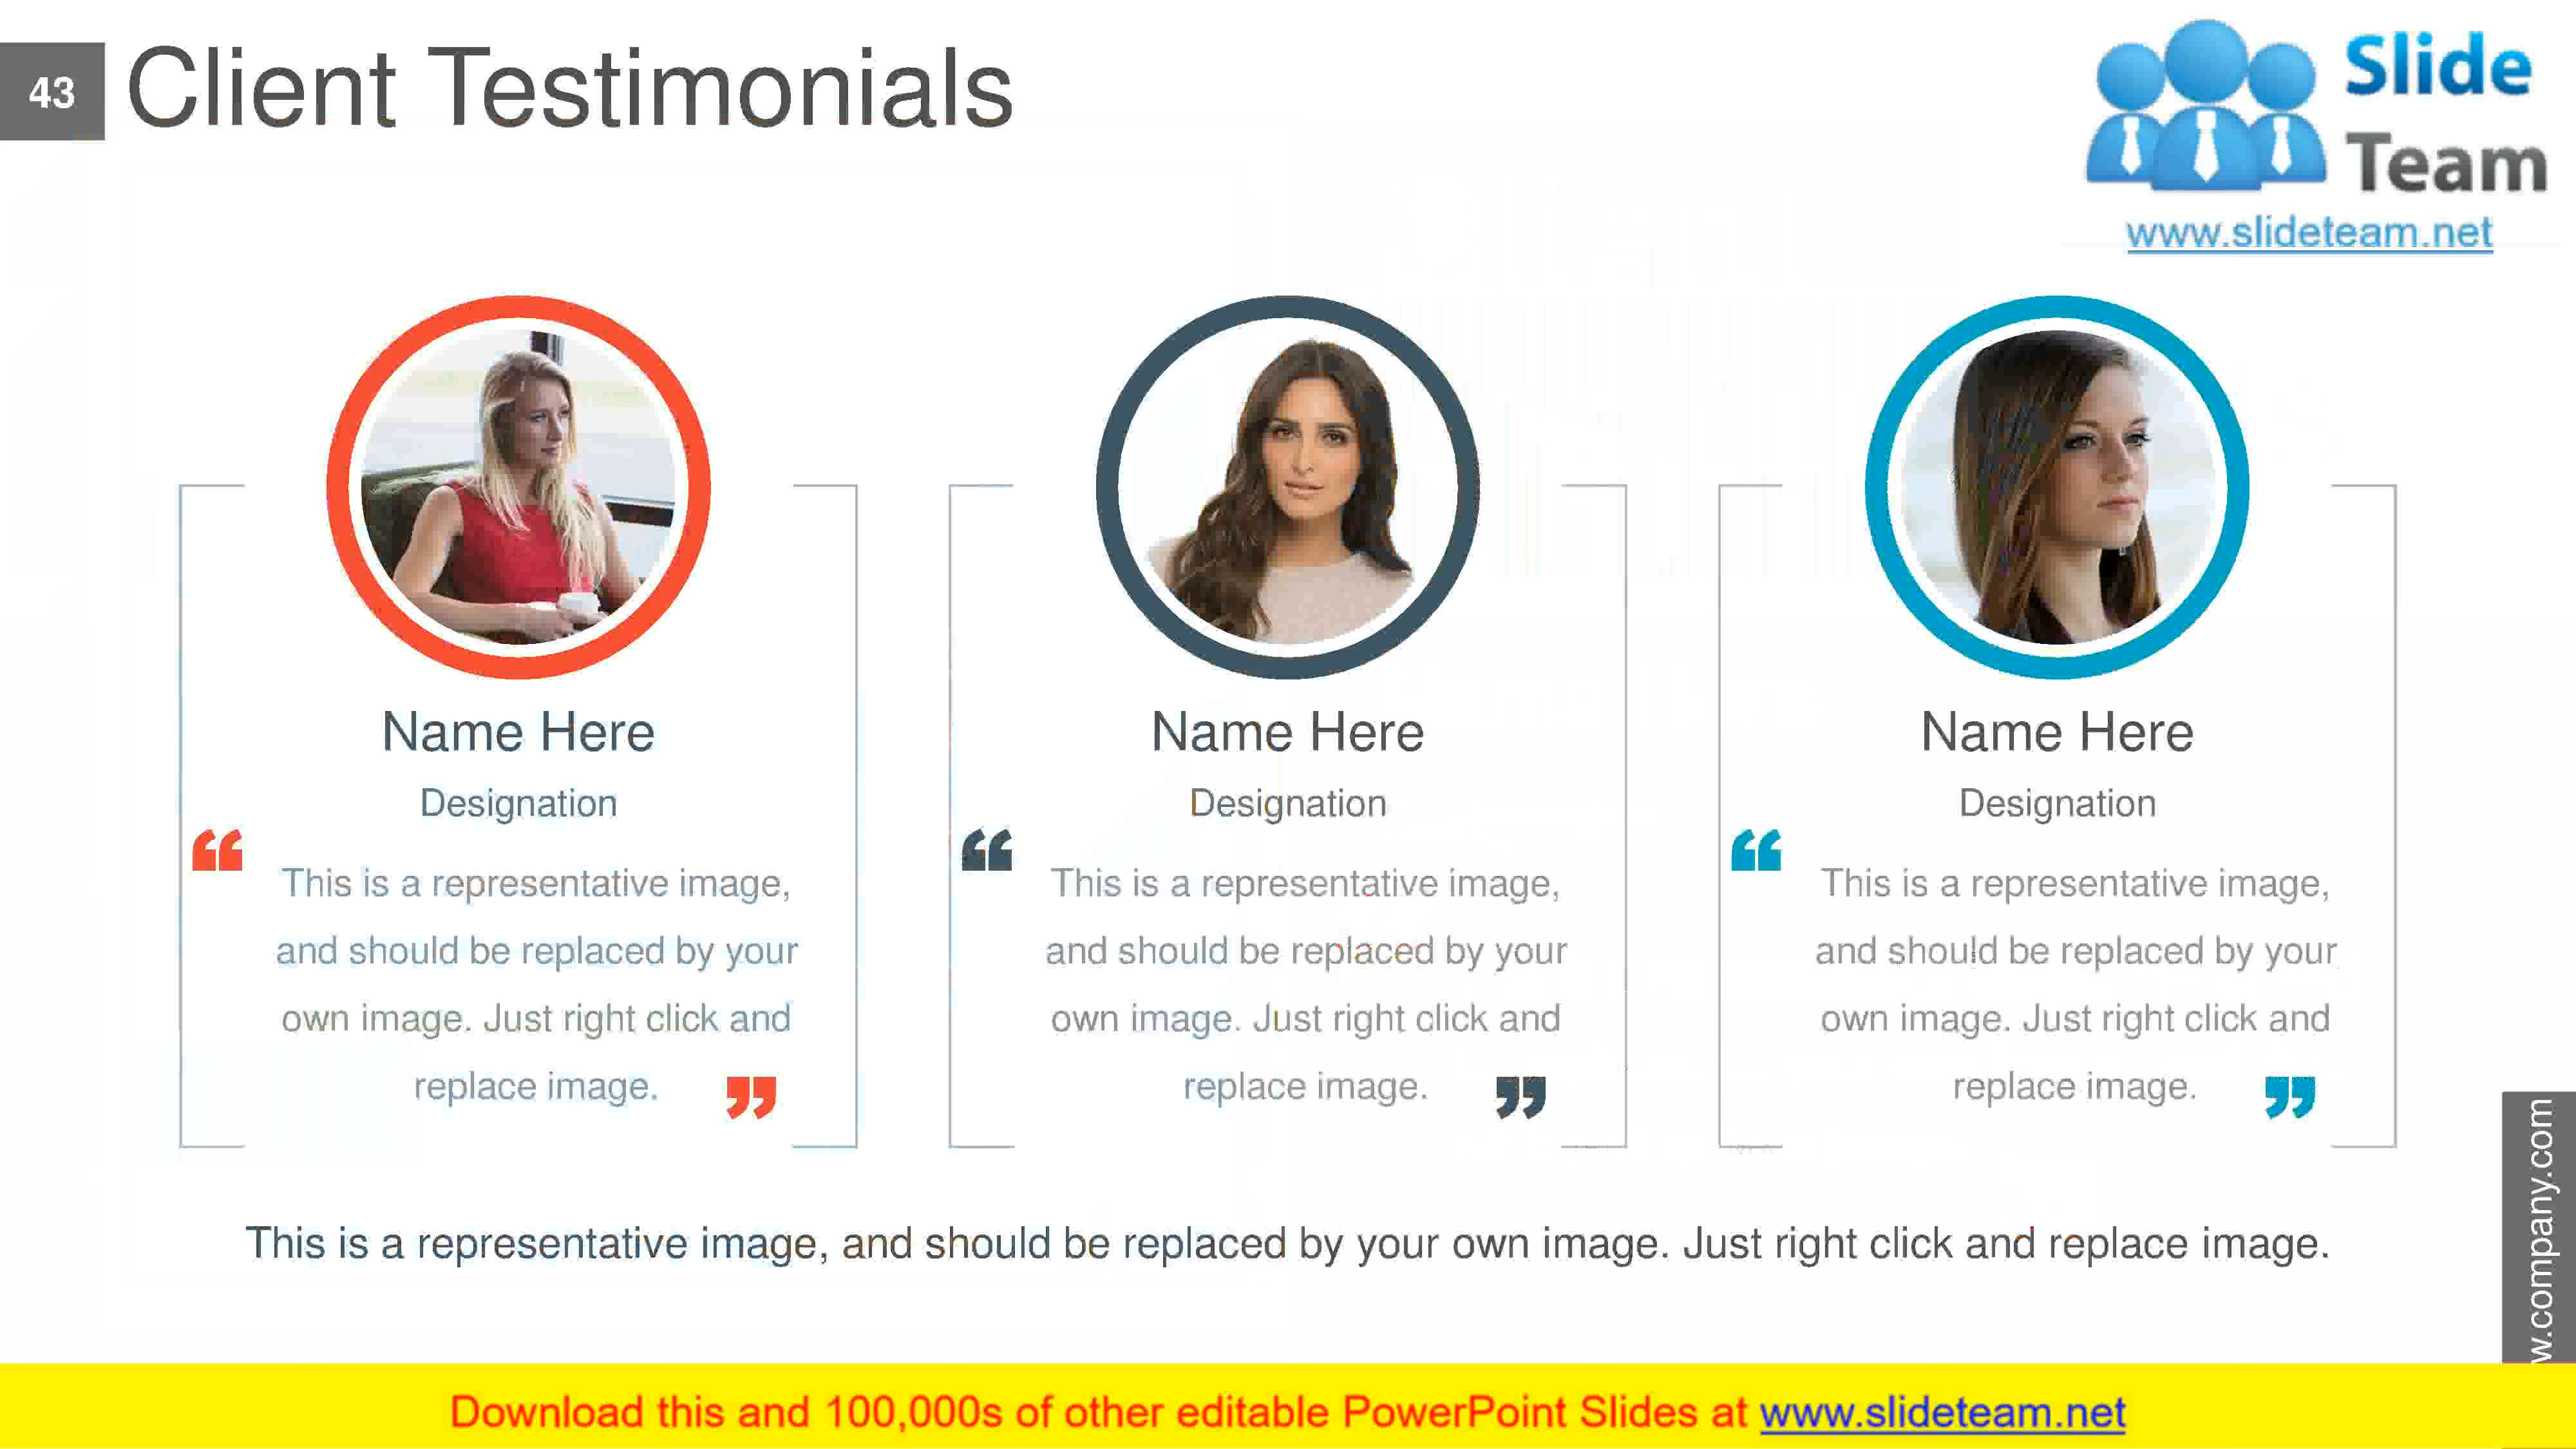 43
Client Testimonials
Slide
Team
www.slideteam.net
Name Here
Designation
“
This is a representative image,
and should be replaced by your
own image. Just right click and
replace image.
”
Name Here
Designation
“
This is a representative image,
and should be replaced by your
own image. Just right click and
replace image.
”
Name Here
Designation
“
This is a representative image,
and should be replaced by your
own image. Just right click and
replace image.
”
This is a representative image, and should be replaced by your own image. Just right click and replace image.
w.company.com
Download this and 100,000s of other editable PowerPoint Slides at www.slideteam.net